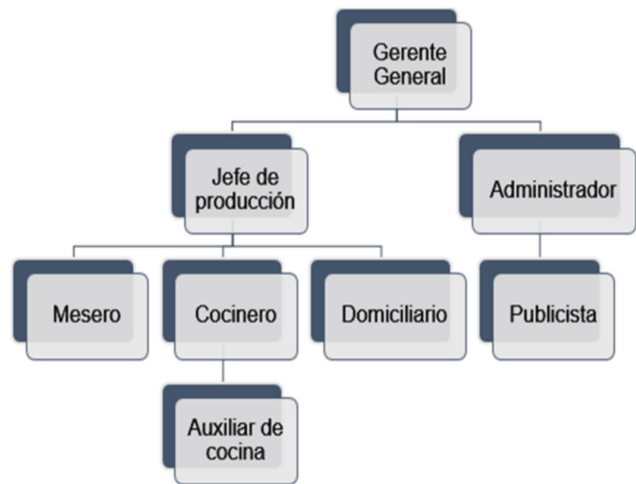 Gerente
General
Jefe de
producción
Administrador
Mesero
Cocinero
Domiciliario
Publicista
Auxiliar de
cocina